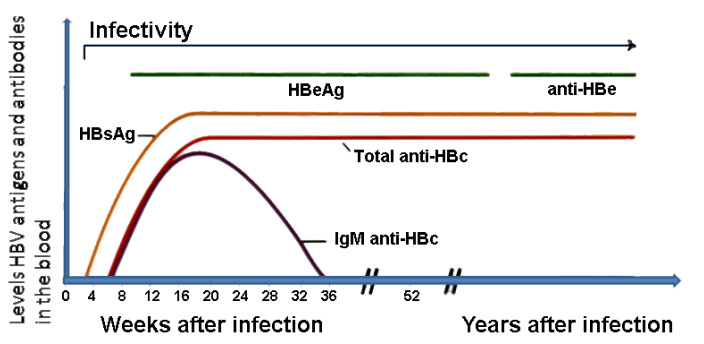 Levels HBV antigens and antibodies
in the blood
Infectivity
HBeAg
anti-HBe
HBsAg
Total anti-HBc
IgM anti-HBc
0 4 8 12 16 20 24 28 32 36 52
Weeks after infection
Years after infection